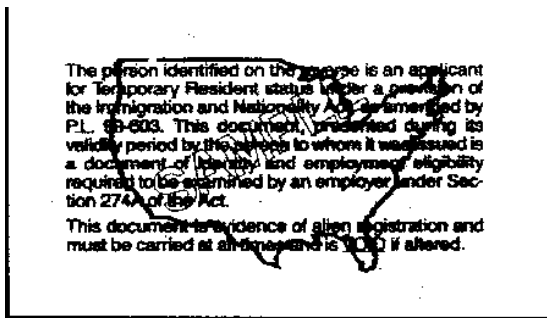 The person identified on the reverse is an applicant
for Temporary Resident status under a provision of
the Immigration and Nationality Act, as amended by
P.L. 99-603. This document, presented during its
validity period by the person to whom it was issued is
a document of identity and employment eligibility
required to be examined by an employer under Sec-
tion 274A of the Act.
This document is evidence of alien registration and
must be carried at all times and is VOID if altered.
SAMPLE